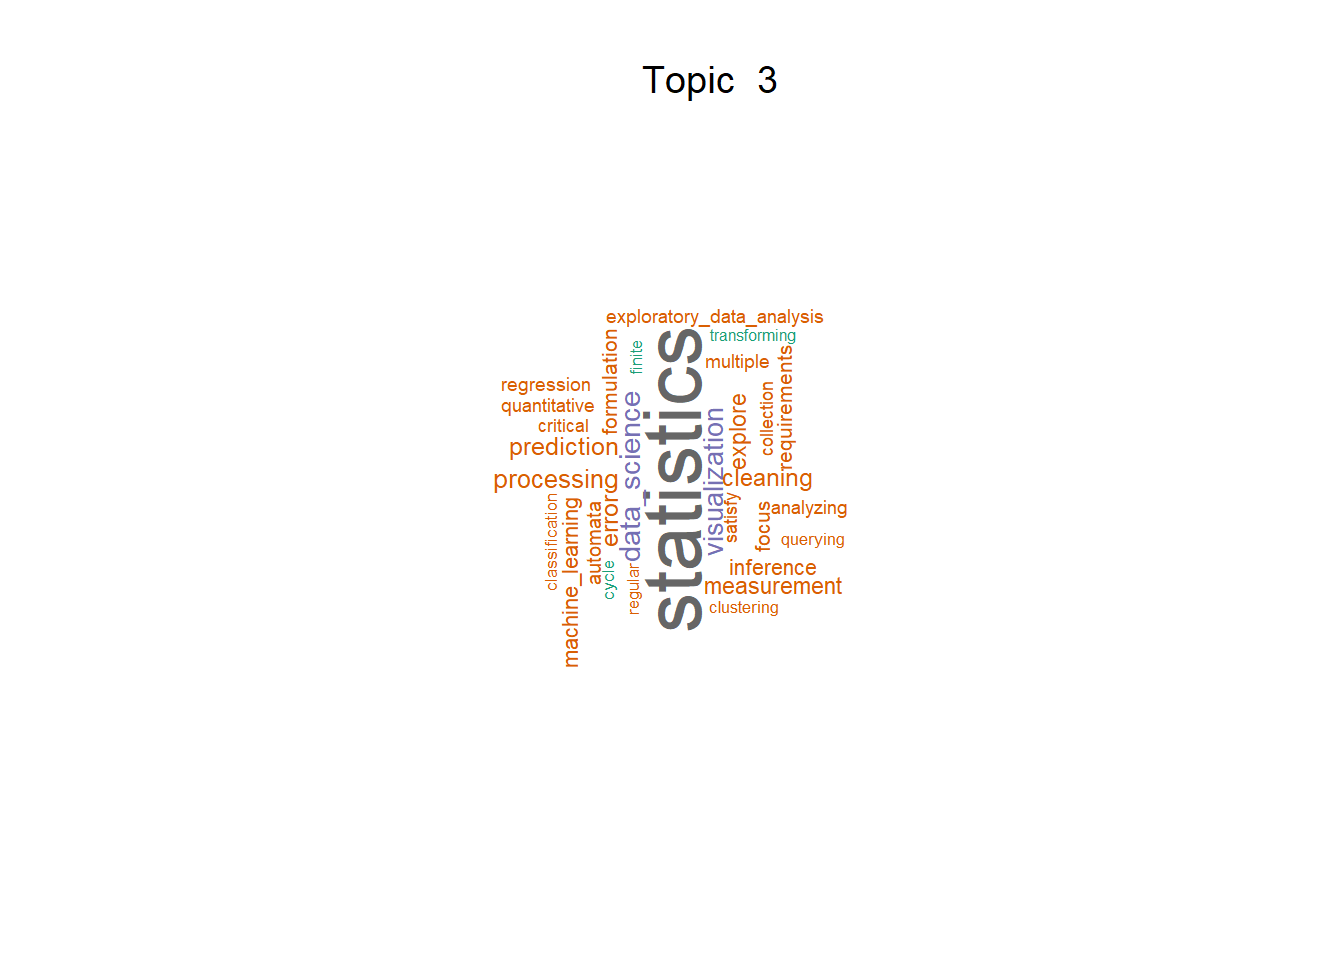 Topic 3
exploratory_data_analysis
transforming
finite
formulation
statistics
multiple
requirements
regression
quantitative
critical
prediction
processing
data_science
visualization
explore
collection
cleaning
classification
machine_learning
automata
error
cycle
regular
satisfy
focus
analyzing
querying
inference
measurement
clustering